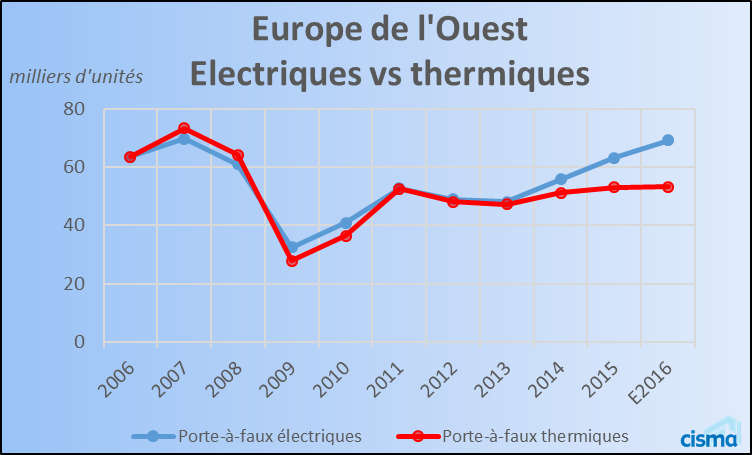 Europe de l'Ouest
Electriques vs thermiques
milliers d'unités
80
60
40
20
0
2006 2007 2008 2009 2010 2011 2012 2013 2014 2015 E2016
Porte-à-faux électriques Porte-à-faux thermiques
cisma